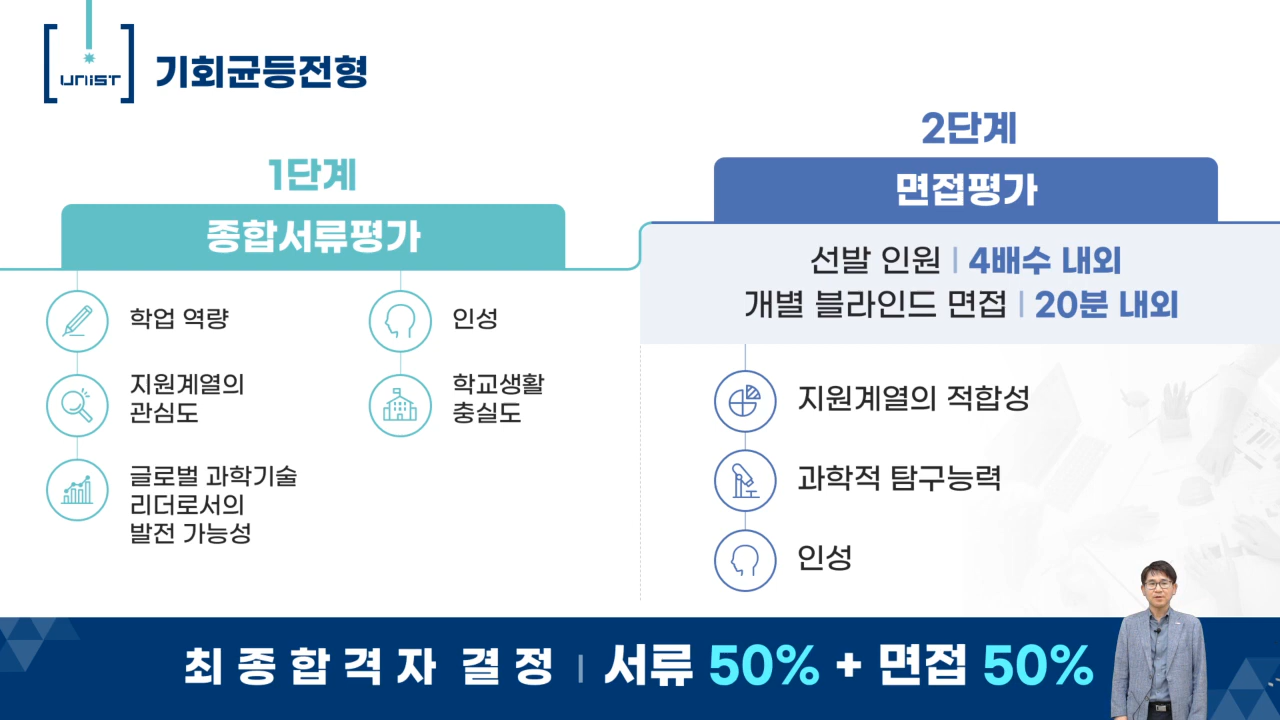 UNIST
기회균등전형
1단계
종합서류평가
학업 역량
지원계열의
관심도
글로벌 과학기술
리더로서의
발전 가능성
인성
학교생활
충실도
2단계
면접평가
선발 인원 | 4배수 내외
개별 블라인드 면접 | 20분 내외
지원계열의 적합성
과학적 탐구능력
인성
최종합격자 결정 | 서류 50% + 면접 50%